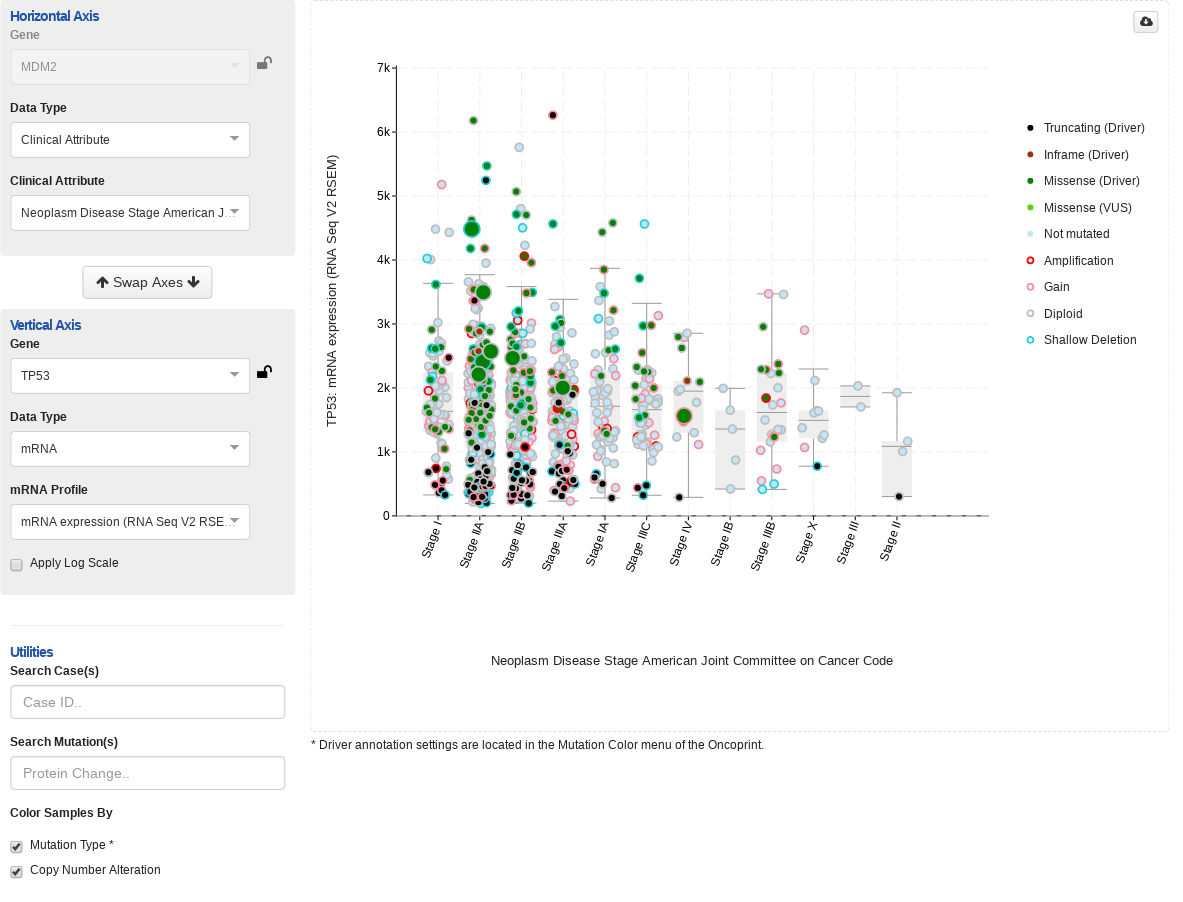 Horizontal Axis
Gene
MDM2
Data Type
Clinical Attribute
Clinical Attribute
Neoplasm Disease Stage American J…
Swap Axes
Vertical Axis
Gene
TP53
Data Type
mRNA
mRNA Profile
mRNA expression (RNA Seq V2 RSE…
Apply Log Scale
Utilities
Search Case(s)
Case ID..
Search Mutation(s)
Protein Change..
Color Samples By
Mutation Type *
Copy Number Alteration
TP53: mRNA expression (RNA Seq V2 RSEM)
7k
6k
5k
4k
3k
2k
1k
0
Stage I
Stage IIA
Stage IIB
Stage IIIA
Stage IA
Stage IIIC
Stage IV
Stage IB
Stage IIIB
Stage X
Stage III
Stage II
Neoplasm Disease Stage American Joint Committee on Cancer Code
Truncating (Driver)
Inframe (Driver)
Missense (Driver)
Missense (VUS)
Not mutated
Amplification
Gain
Diploid
Shallow Deletion
* Driver annotation settings are located in the Mutation Color menu of the Oncoprint.